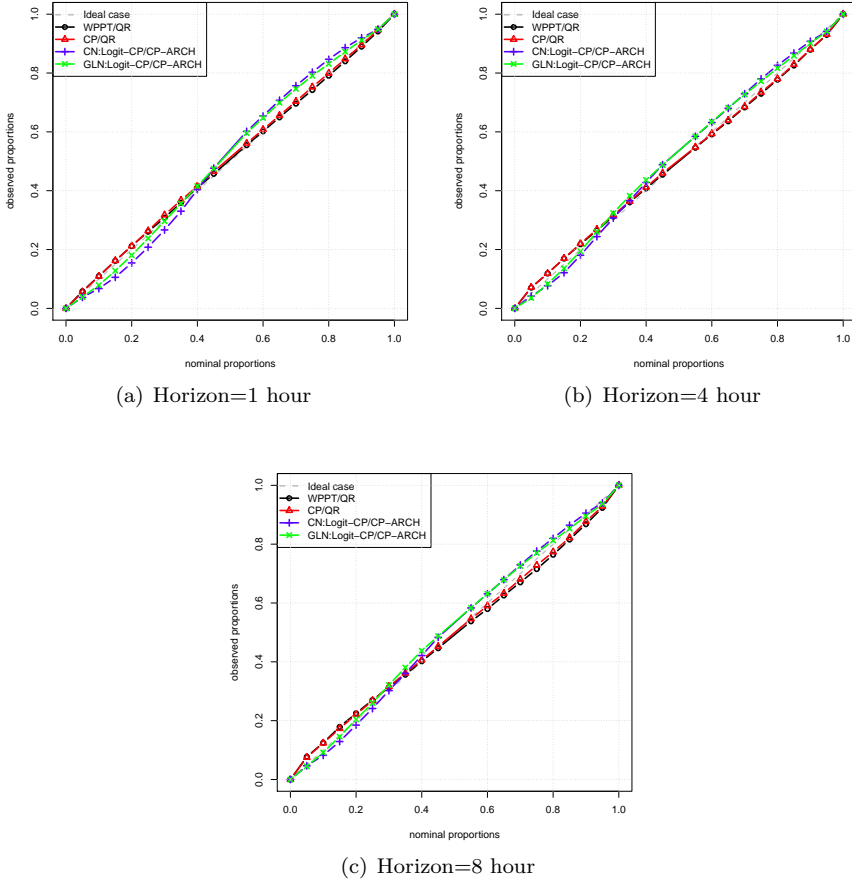 Ideal case
WPPT/QR
CP/QR
CN:Logit−CP/CP−ARCH
GLN:Logit−CP/CP−ARCH
observed proportions
1.0
0.8
0.6
0.4
0.2
0.0
0.0 0.2 0.4 0.6 0.8 1.0
nominal proportions
(a) Horizon=1 hour
Ideal case
WPPT/QR
CP/QR
CN:Logit−CP/CP−ARCH
GLN:Logit−CP/CP−ARCH
observed proportions
1.0
0.8
0.6
0.4
0.2
0.0
0.0 0.2 0.4 0.6 0.8 1.0
nominal proportions
(b) Horizon=4 hour
Ideal case
WPPT/QR
CP/QR
CN:Logit−CP/CP−ARCH
GLN:Logit−CP/CP−ARCH
observed proportions
1.0
0.8
0.6
0.4
0.2
0.0
0.0 0.2 0.4 0.6 0.8 1.0
nominal proportions
(c) Horizon=8 hour